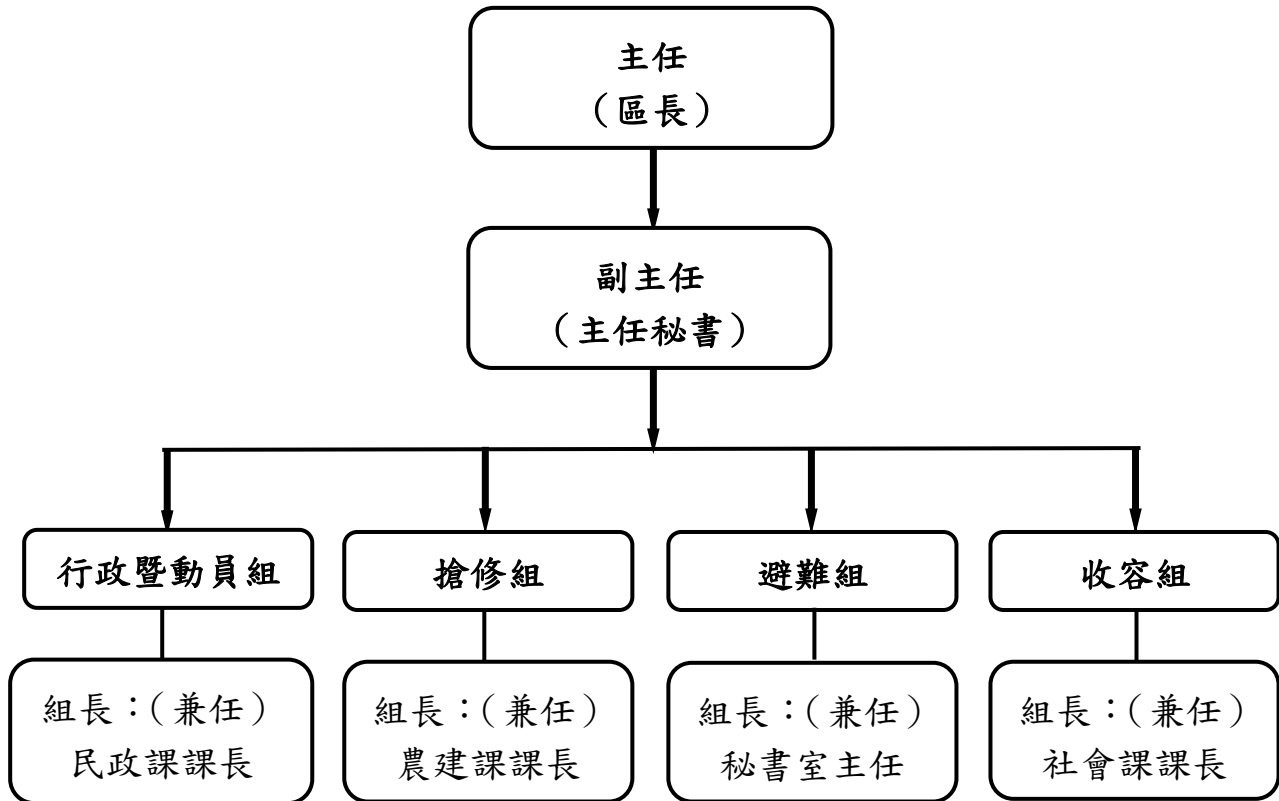 主任
（區長）
副主任
（主任秘書）
行政暨動員組
搶修組
避難組
收容組
組長：（兼任）
民政課課長
組長：（兼任）
農建課課長
組長：（兼任）
秘書室主任
組長：（兼任）
社會課課長